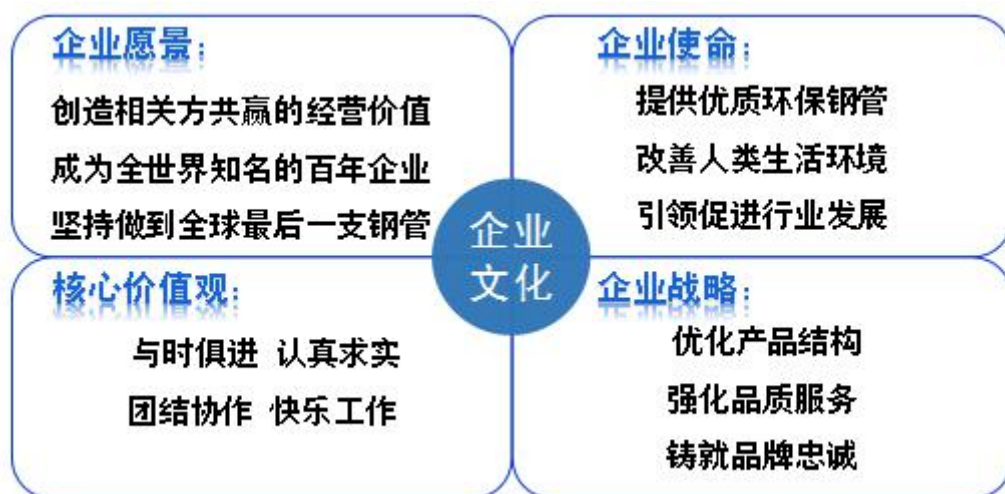 企业愿景:
创造相关方共赢的经营价值
成为全世界知名的百年企业
坚持做到全球最后一支钢管
企业使命:
提供优质环保钢管
改善人类生活环境
引领促进行业发展
企业
文化
核心价值观:
与时俱进 认真求实
团结协作 快乐工作
企业战略:
优化产品结构
强化品质服务
铸就品牌忠诚